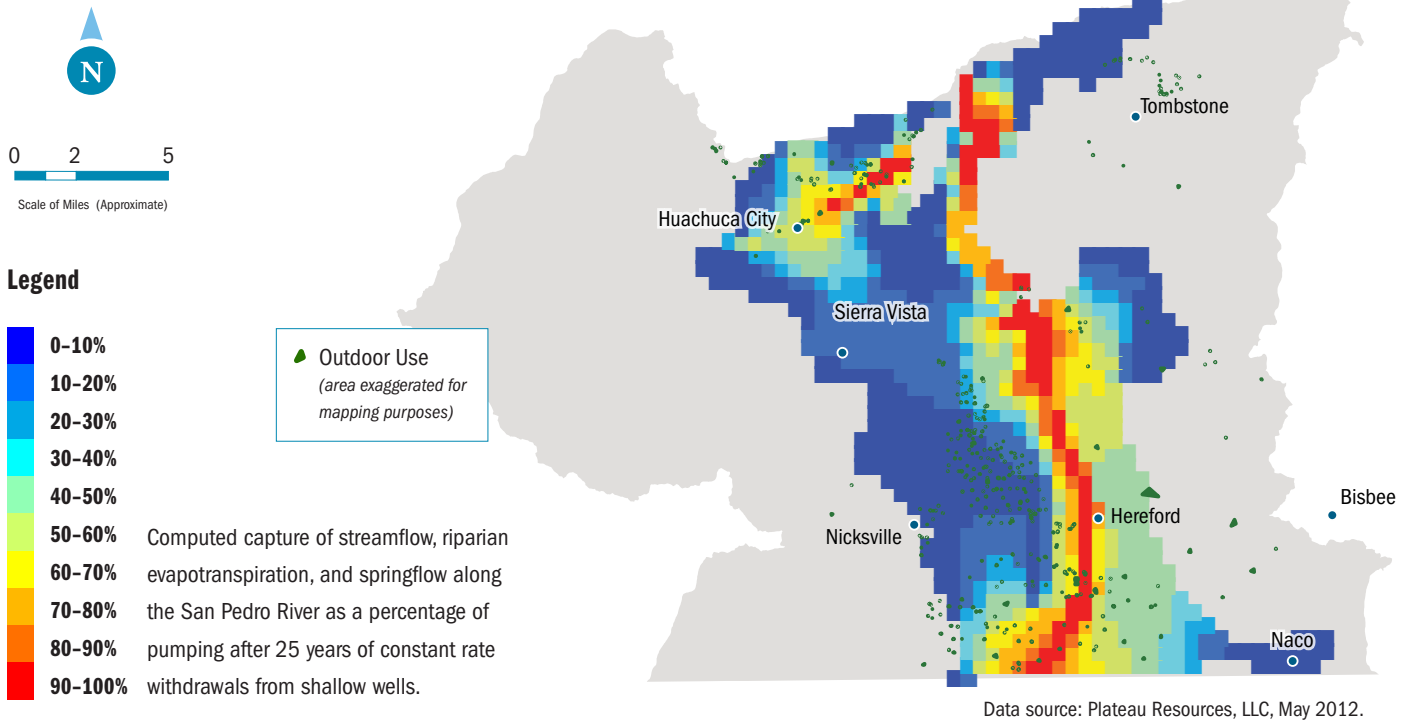 N
0 2 5
Scale of Miles (Approximate)
Legend
0–10%
10–20%
20–30%
30–40%
40–50%
50–60%
60–70%
70–80%
80–90%
90–100%
Outdoor Use
(area exaggerated for
mapping purposes)
Computed capture of streamflow, riparian
evapotranspiration, and springflow along
the San Pedro River as a percentage of
pumping after 25 years of constant rate
withdrawals from shallow wells.
Tombstone
Huachuca City
Sierra Vista
Bisbee
Hereford
Nicksville
Naco
Data source: Plateau Resources, LLC, May 2012.